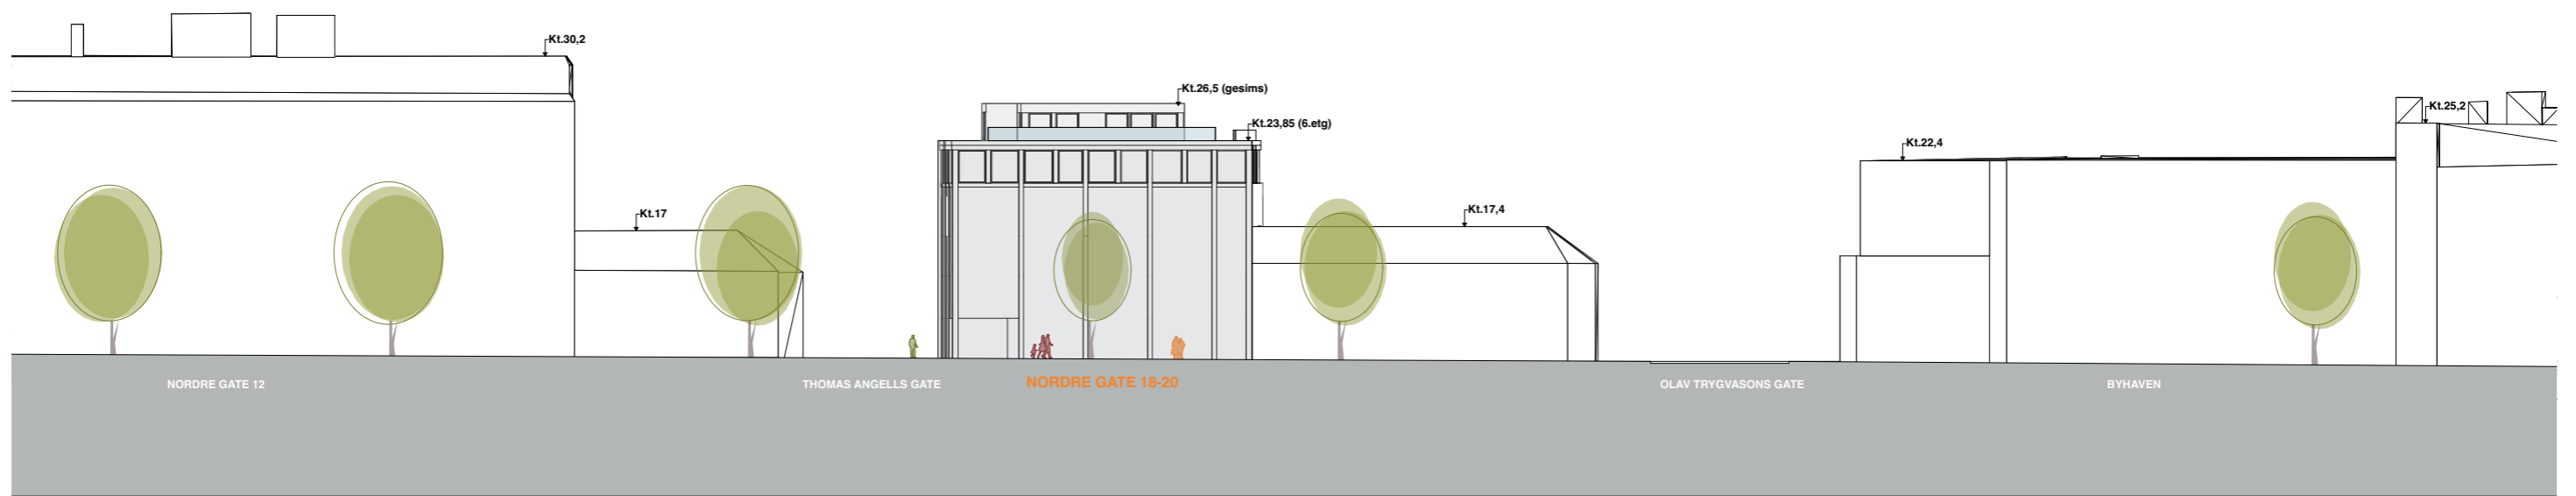 Kt.30,2
Kt.26,5 (gesims)
Kt.23,85 (6.etg)
Kt.25,2
Kt.22,4
Kt.17
Kt.17,4
NORDRE GATE 12
THOMAS ANGELLS GATE
NORDRE GATE 18-20
OLAV TRYGVASONS GATE
BYHAVEN